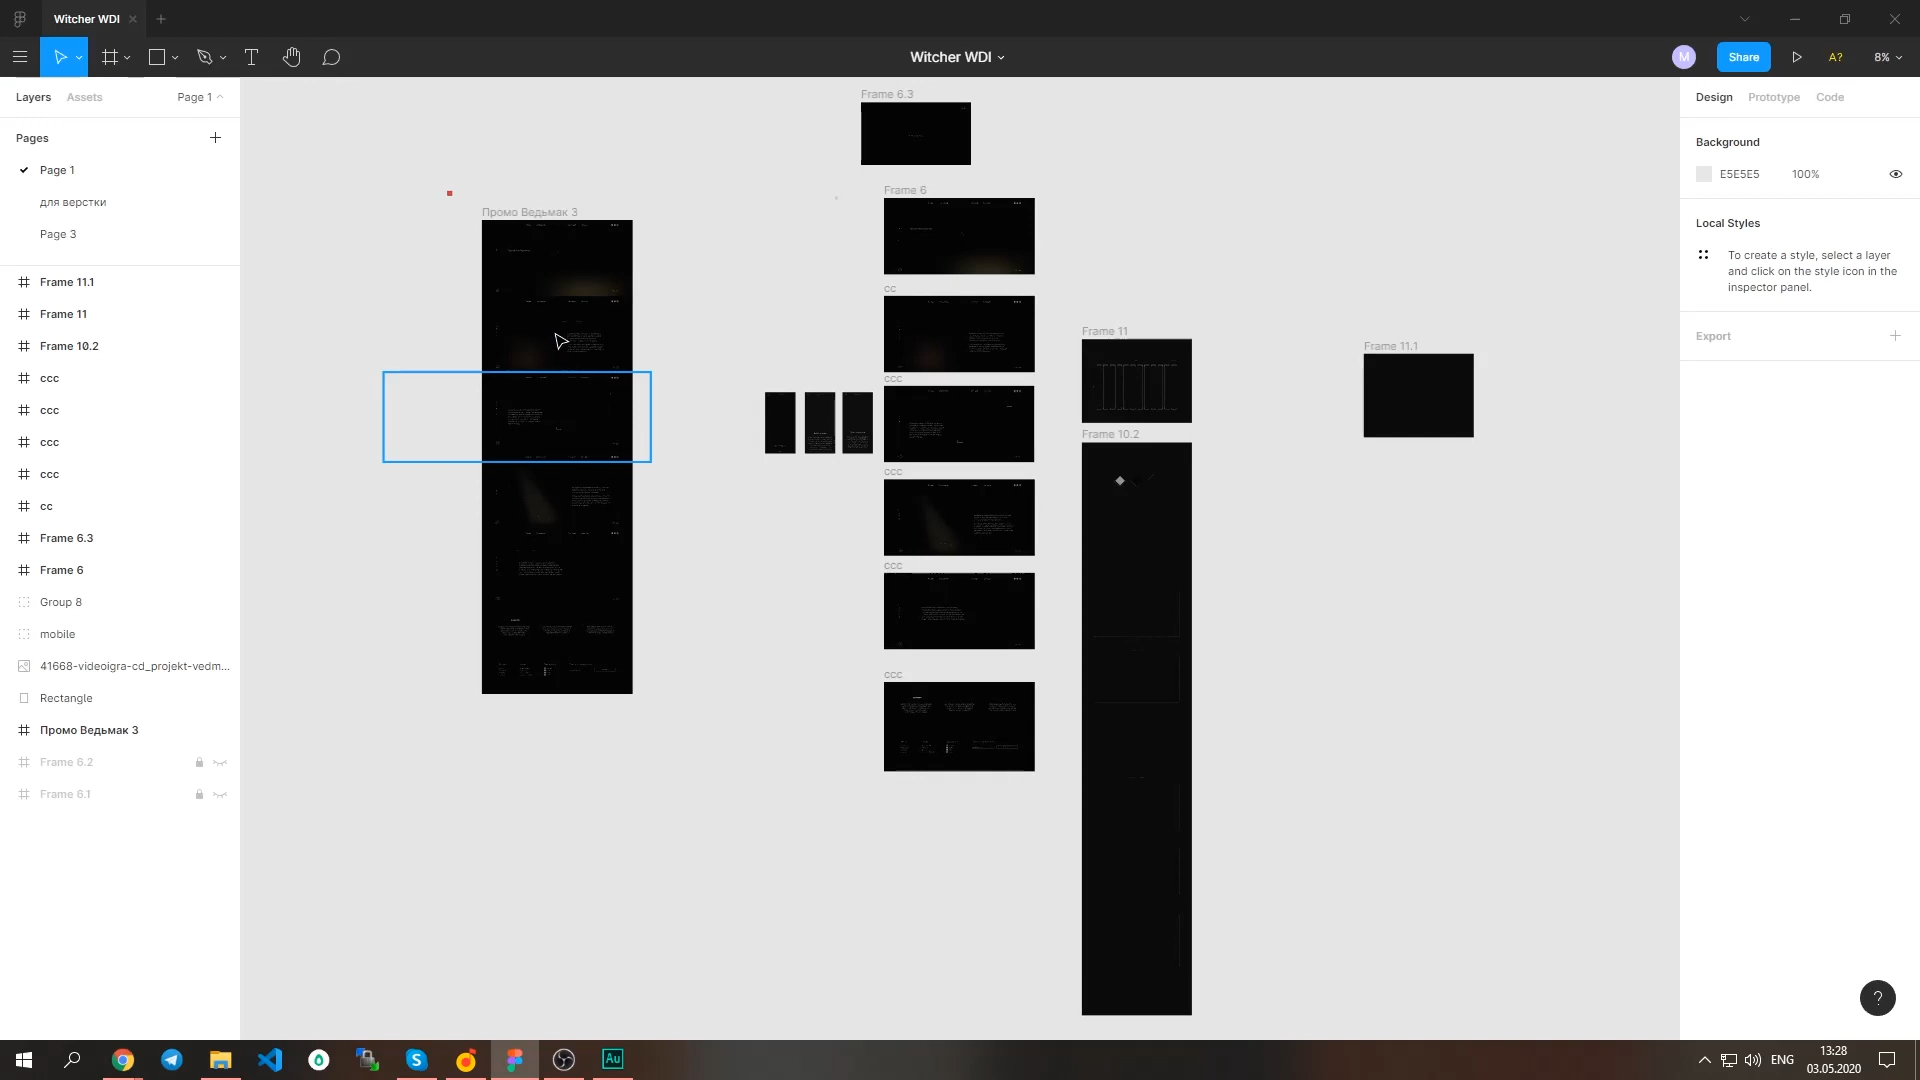 Witcher WDI
Witcher WDI
M
Share
A?
8%
Layers
Assets
Page 1
Pages
Page 1
для верстки
Page 3
Frame 11.1
Frame 11
Frame 10.2
ccc
ccc
ccc
ccc
cc
Frame 6.3
Frame 6
Group 8
mobile
41668-videoigra-cd_projekt-vedm...
Rectangle
Промо Ведьмак 3
Frame 6.2
Frame 6.1
Frame 6.3
Промо Ведьмак 3
Frame 6
cc
ccc
ccc
ccc
ccc
Frame 11
Frame 10.2
Frame 11.1
Design
Prototype
Code
Background
E5E5E5
100%
Local Styles
To create a style, select a layer
and click on the style icon in the
inspector panel.
Export
?
Au
ENG
13:28
03.05.2020